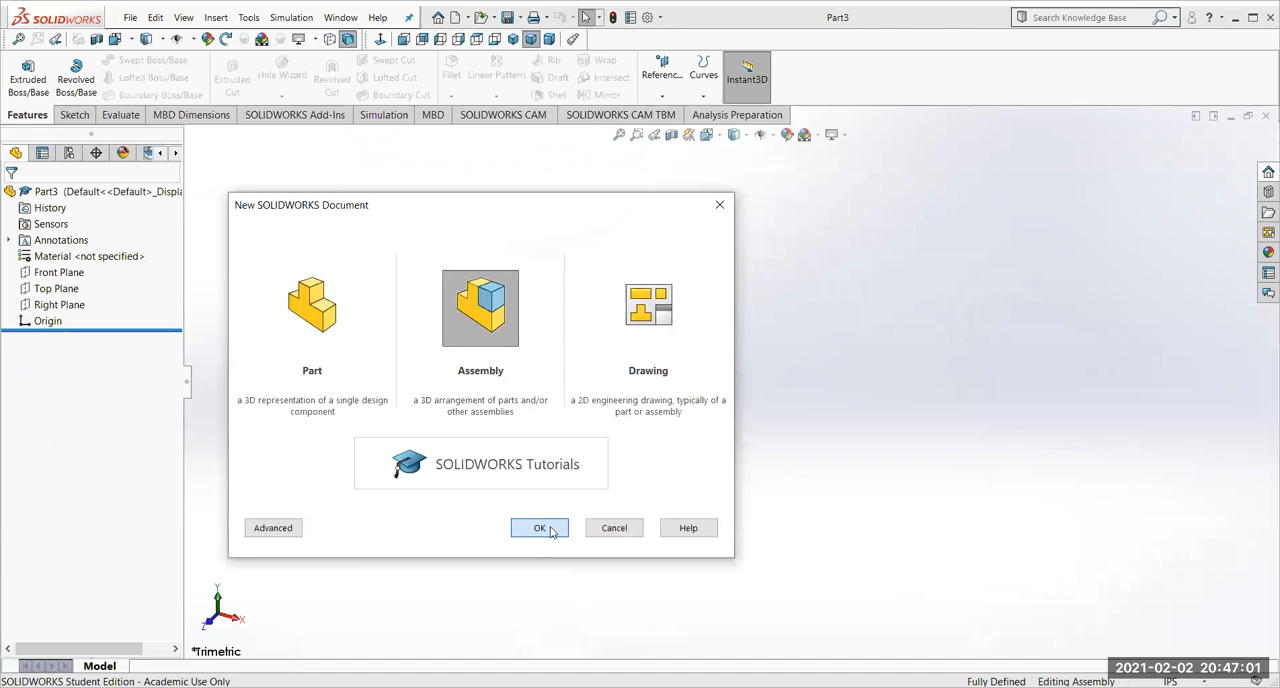 SOLIDWORKS File Edit View Insert Tools Simulation Window Help Part3 Search Knowledge Base
Extruded Boss/Base
Revolved Boss/Base
Swept Boss/Base
Lofted Boss/Base
Boundary Boss/Base
Extruded Cut
Hole Wizard
Revolved Cut
Swept Cut
Lofted Cut
Boundary Cut
Fillet
Linear Pattern
Rib
Draft
Shell
Wrap
Intersect
Mirror
Referenc...
Curves
Instant3D
Features Sketch Evaluate MBD Dimensions SOLIDWORKS Add-Ins Simulation MBD SOLIDWORKS CAM SOLIDWORKS CAM TBM Analysis Preparation
Part3 (Default<<Default>_Displa
History
Sensors
Annotations
Material <not specified>
Front Plane
Top Plane
Right Plane
Origin
New SOLIDWORKS Document
Part
a 3D representation of a single design
component
Assembly
a 3D arrangement of parts and/or
other assemblies
Drawing
a 2D engineering drawing, typically of a
part or assembly
SOLIDWORKS Tutorials
Advanced OK Cancel Help
Y
X
Z
*Trimetric
Model
2021-02-02 20:47:01
SOLIDWORKS Student Edition - Academic Use Only Fully Defined Editing Assembly IPS